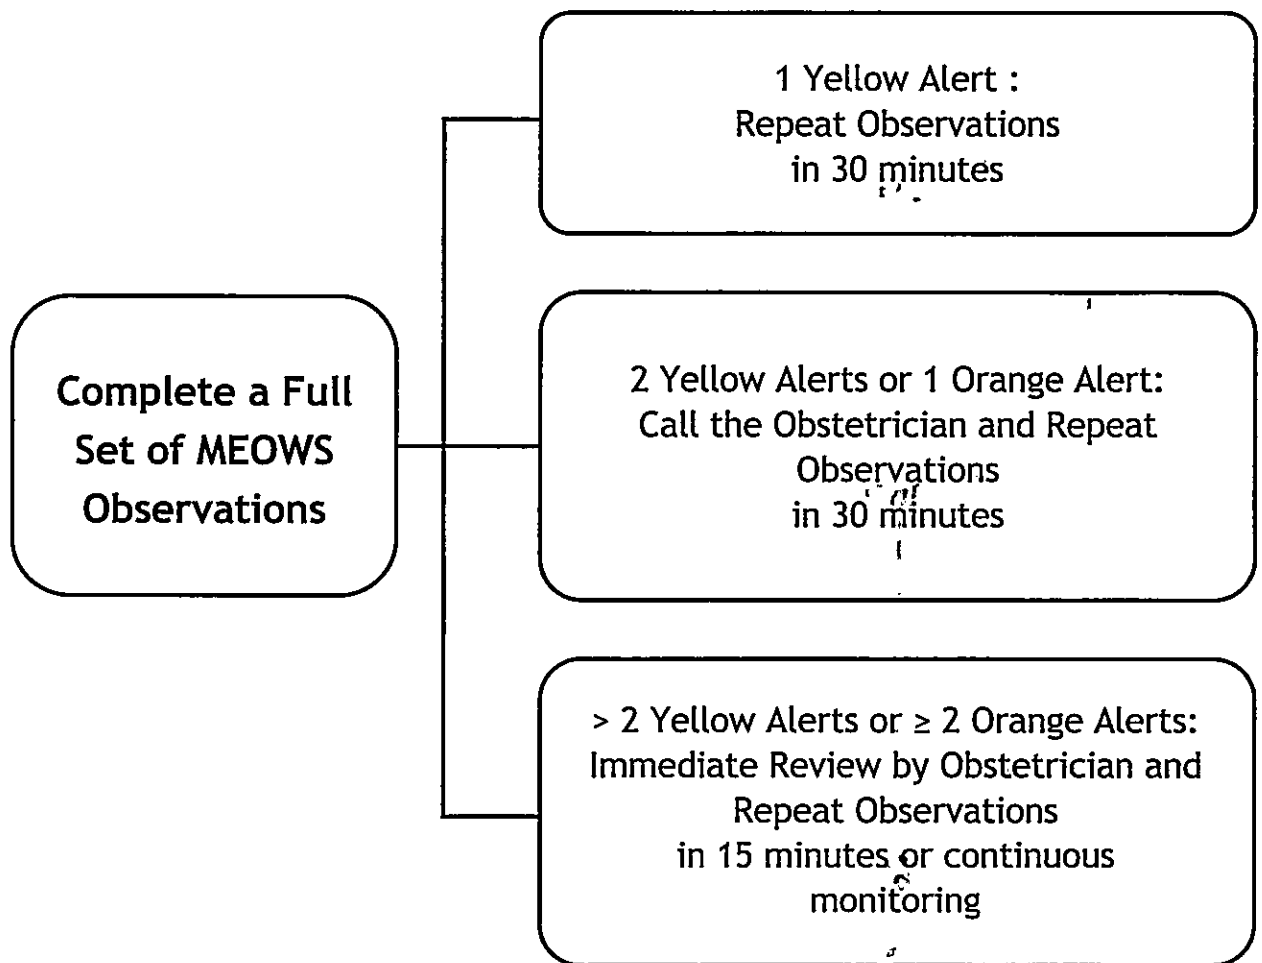 1 Yellow Alert :
Repeat Observations
in 30 minutes
Complete a Full
Set of MEOWS
Observations
2 Yellow Alerts or 1 Orange Alert:
Call the Obstetrician and Repeat
Observations
in 30 minutes
> 2 Yellow Alerts or ≥ 2 Orange Alerts:
Immediate Review by Obstetrician and
Repeat Observations
in 15 minutes or continuous
monitoring